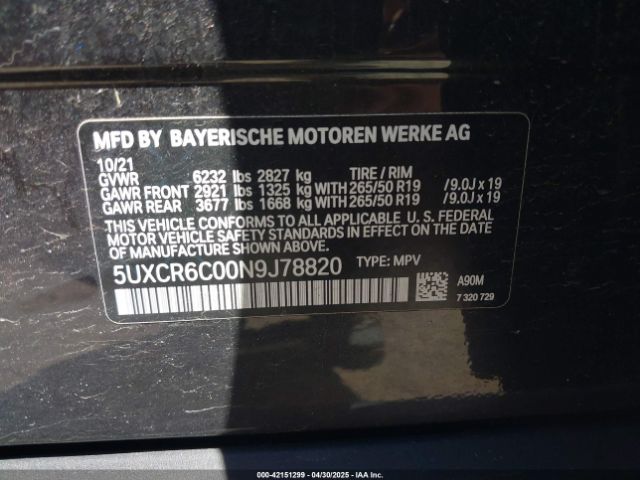 MFD BY BAYERISCHE MOTOREN WERKE AG
10/21
GVWR 6232 lbs 2827 kg TIRE / RIM
GAWR FRONT 2921 lbs 1325 kg WITH 265/50 R19 /9.0J x 19
GAWR REAR 3677 lbs 1668 kg WITH 265/50 R19 /9.0J x 19
THIS VEHICLE CONFORMS TO ALL APPLICABLE U. S. FEDERAL
MOTOR VEHICLE SAFETY STANDARDS IN EFFECT ON THE DATE OF
MANUFACTURE SHOWN ABOVE.
5UXCR6C00N9J78820 TYPE: MPV
A90M
7 320 729
000-42151299 - 04/30/2025 - IAA Inc.